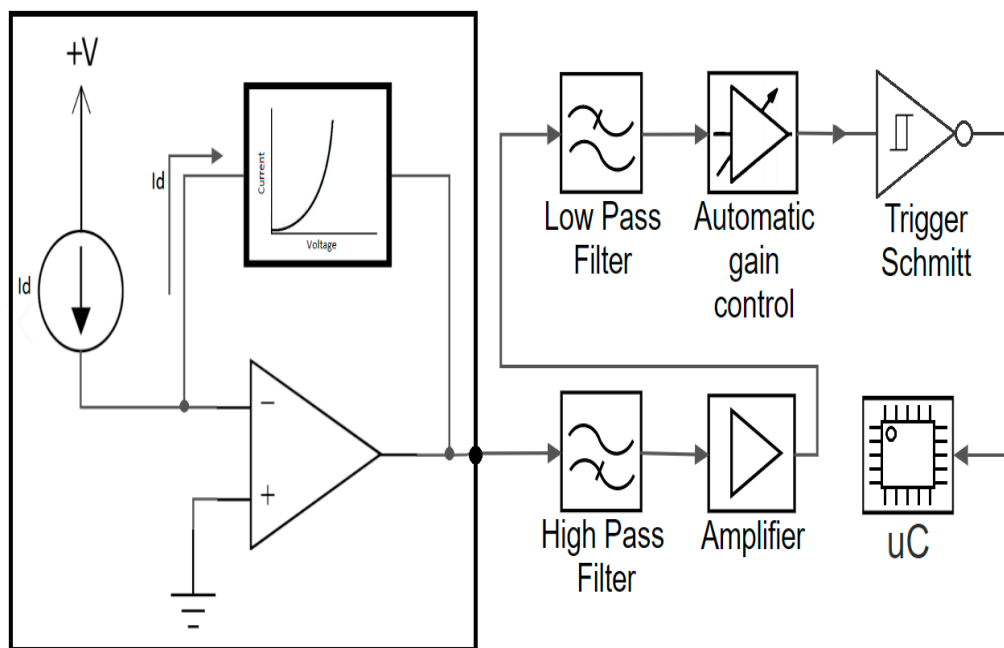 +V
Id
Id
Current
Voltage
−
+
Low Pass
Filter
Automatic
gain
control
Trigger
Schmitt
High Pass
Filter
Amplifier
uC